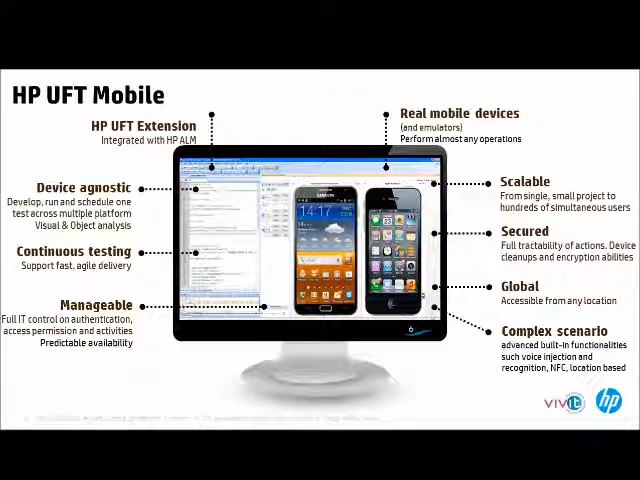 HP UFT Mobile
HP UFT Extension
Integrated with HP ALM
Device agnostic
Develop, run and schedule one
test across multiple platform
Visual & Object analysis
Continuous testing
Support fast, agile delivery
Manageable
Full IT control on authentication,
access permission and activities
Predictable availability
Real mobile devices
(and emulators)
Perform almost any operations
Scalable
From single, small project to
hundreds of simultaneous users
Secured
Full tractability of actions. Device
cleanups and encryption abilities
Global
Accessible from any location
Complex scenario
advanced built-in functionalities
such voice injection and
recognition, NFC, location based
SAMSUNG
14:17
VIVIT
hp